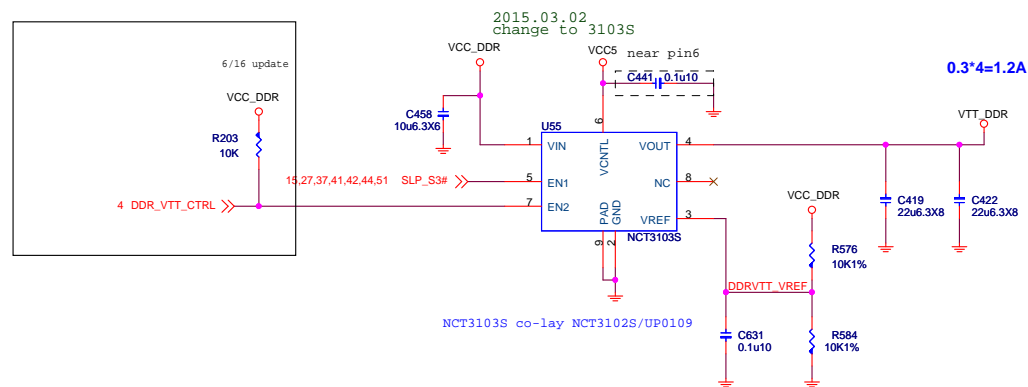 2015.03.02
change to 3103S
6/16 update
VCC_DDR
R203
10K
4 DDR_VTT_CTRL
15,27,37,41,42,44,51 SLP_S3#
VCC_DDR
C458
10u6.3X6
VCC5
near pin6
C441 0.1u10
U55
6
1 VIN
VCNTL
VOUT 4
5 EN1
NC 8
7 EN2
VREF 3
PAD
GND
9
2
NCT3103S
0.3*4=1.2A
VTT_DDR
C419
22u6.3X8
C422
22u6.3X8
VCC_DDR
R576
10K1%
DDRVTT_VREF
C631
0.1u10
R584
10K1%
NCT3103S co-lay NCT3102S/UP0109